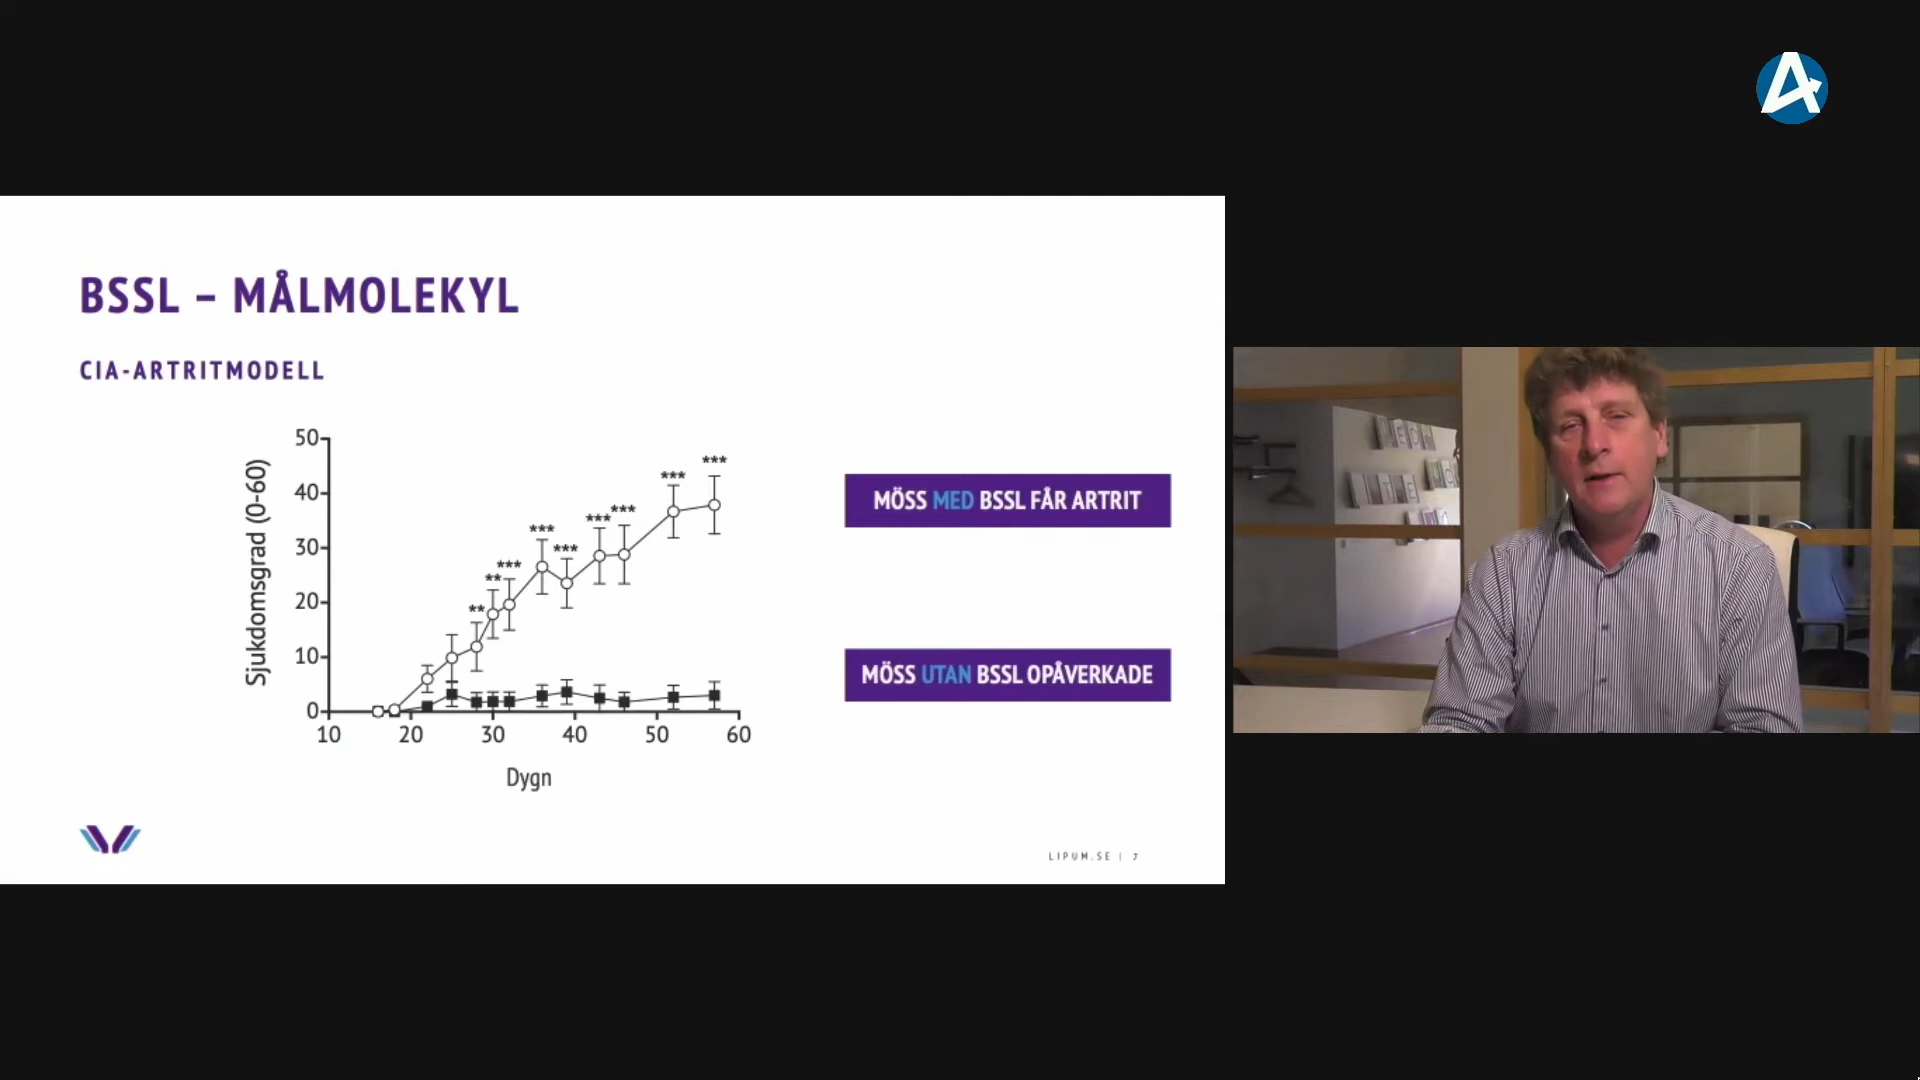 BSSL – MÅLMOLEKYL
CIA-ARTRITMODELL
Sjukdomsgrad (0-60)
50
40
30
20
10
0
** ** *** *** *** *** *** *** ***
10 20 30 40 50 60
Dygn
MÖSS MED BSSL FÅR ARTRIT
MÖSS UTAN BSSL OPÅVERKADE
LIPUM.SE | 7